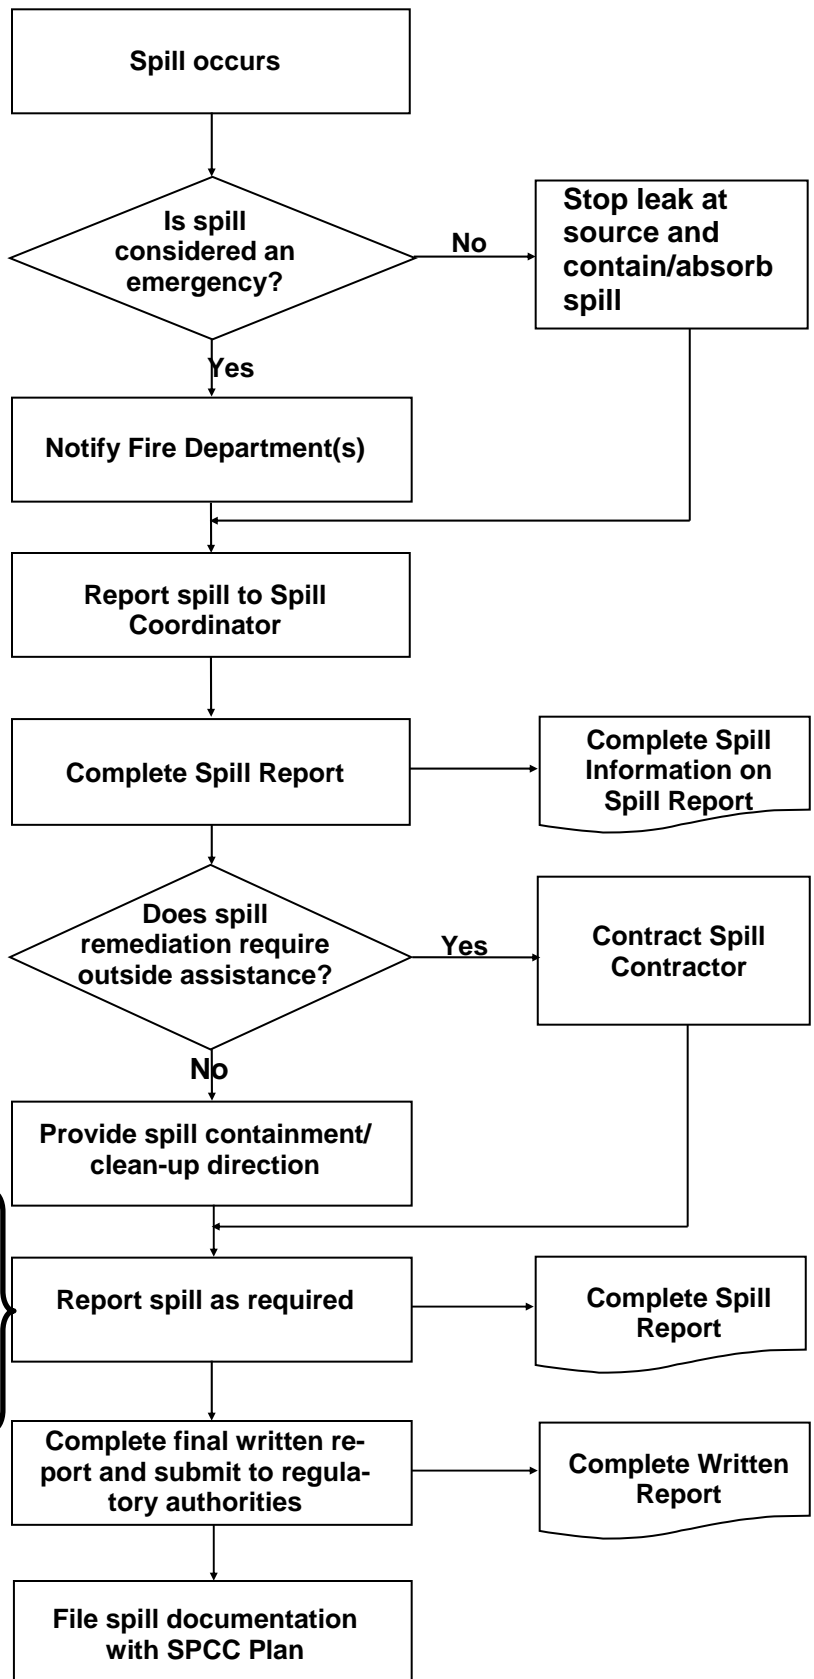 Spill occurs
Is spill
considered an
emergency?
No
Stop leak at
source and
contain/absorb
spill
Yes
Notify Fire Department(s)
Report spill to Spill
Coordinator
Complete Spill Report
Complete Spill
Information on
Spill Report
Does spill
remediation require
outside assistance?
Yes
Contract Spill
Contractor
No
Provide spill containment/
clean-up direction
Report spill as required
Complete Spill
Report
Complete final written re-
port and submit to regula-
tory authorities
Complete Written
Report
File spill documentation
with SPCC Plan